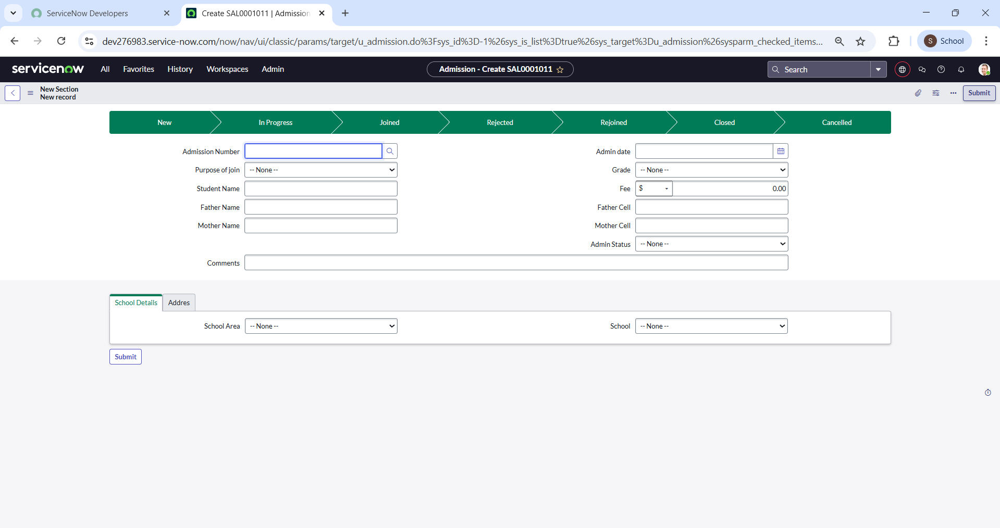 ServiceNow Developers
Create SAL0001011 | Admission
dev276983.service-now.com/now/nav/ui/classic/params/target/u_admission.do%3Fsys_id%3D-1%26sys_is_list%3Dtrue%26sys_target%3Du_admission%26sysparm_checked_items...
S School
servicenow All Favorites History Workspaces Admin
Admission - Create SAL0001011
Search
New Section
New record
Submit
New In Progress Joined Rejected Rejoined Closed Cancelled
Admission Number
Admin date
Purpose of join -- None --
Grade -- None --
Student Name
Fee $ 0.00
Father Name
Father Cell
Mother Name
Mother Cell
Admin Status -- None --
Comments
School Details Addres
School Area -- None --
School -- None --
Submit